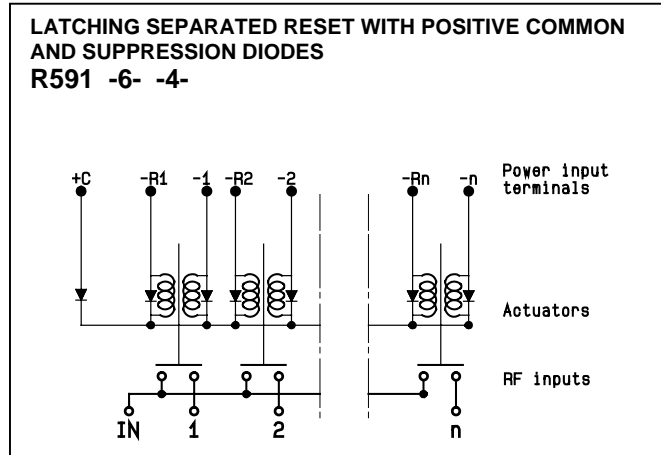 LATCHING SEPARATED RESET WITH POSITIVE COMMON
AND SUPPRESSION DIODES
R591 -6- -4-
+C -R1 -1 -R2 -2 -Rn -n Power input
terminals
Actuators
RF inputs
IN 1 2 n